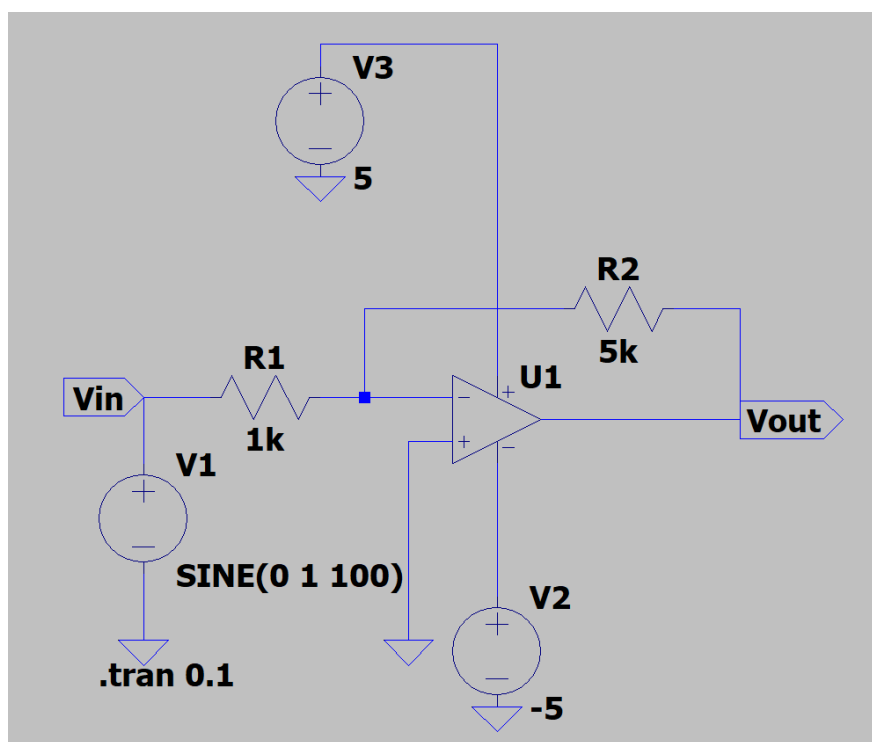 V3
5
R2
5k
R1
U1
Vin
1k
Vout
V1
SINE(0 1 100)
V2
.tran 0.1
-5